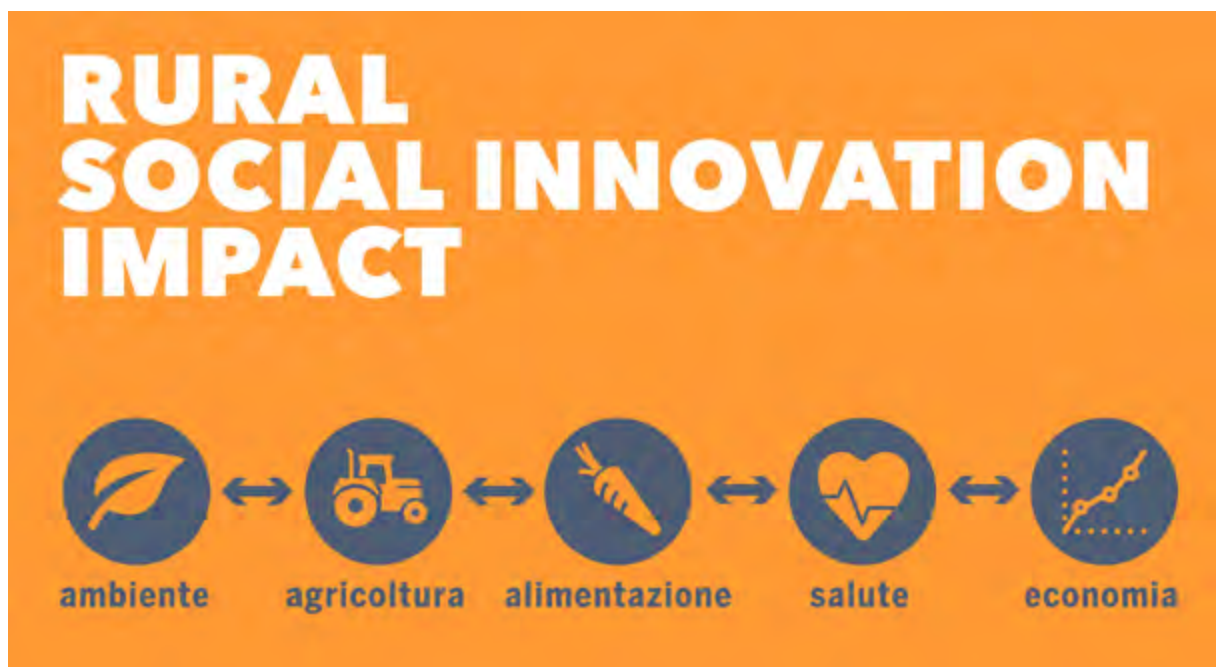 RURAL
SOCIAL INNOVATION
IMPACT
ambiente agricoltura alimentazione salute economia